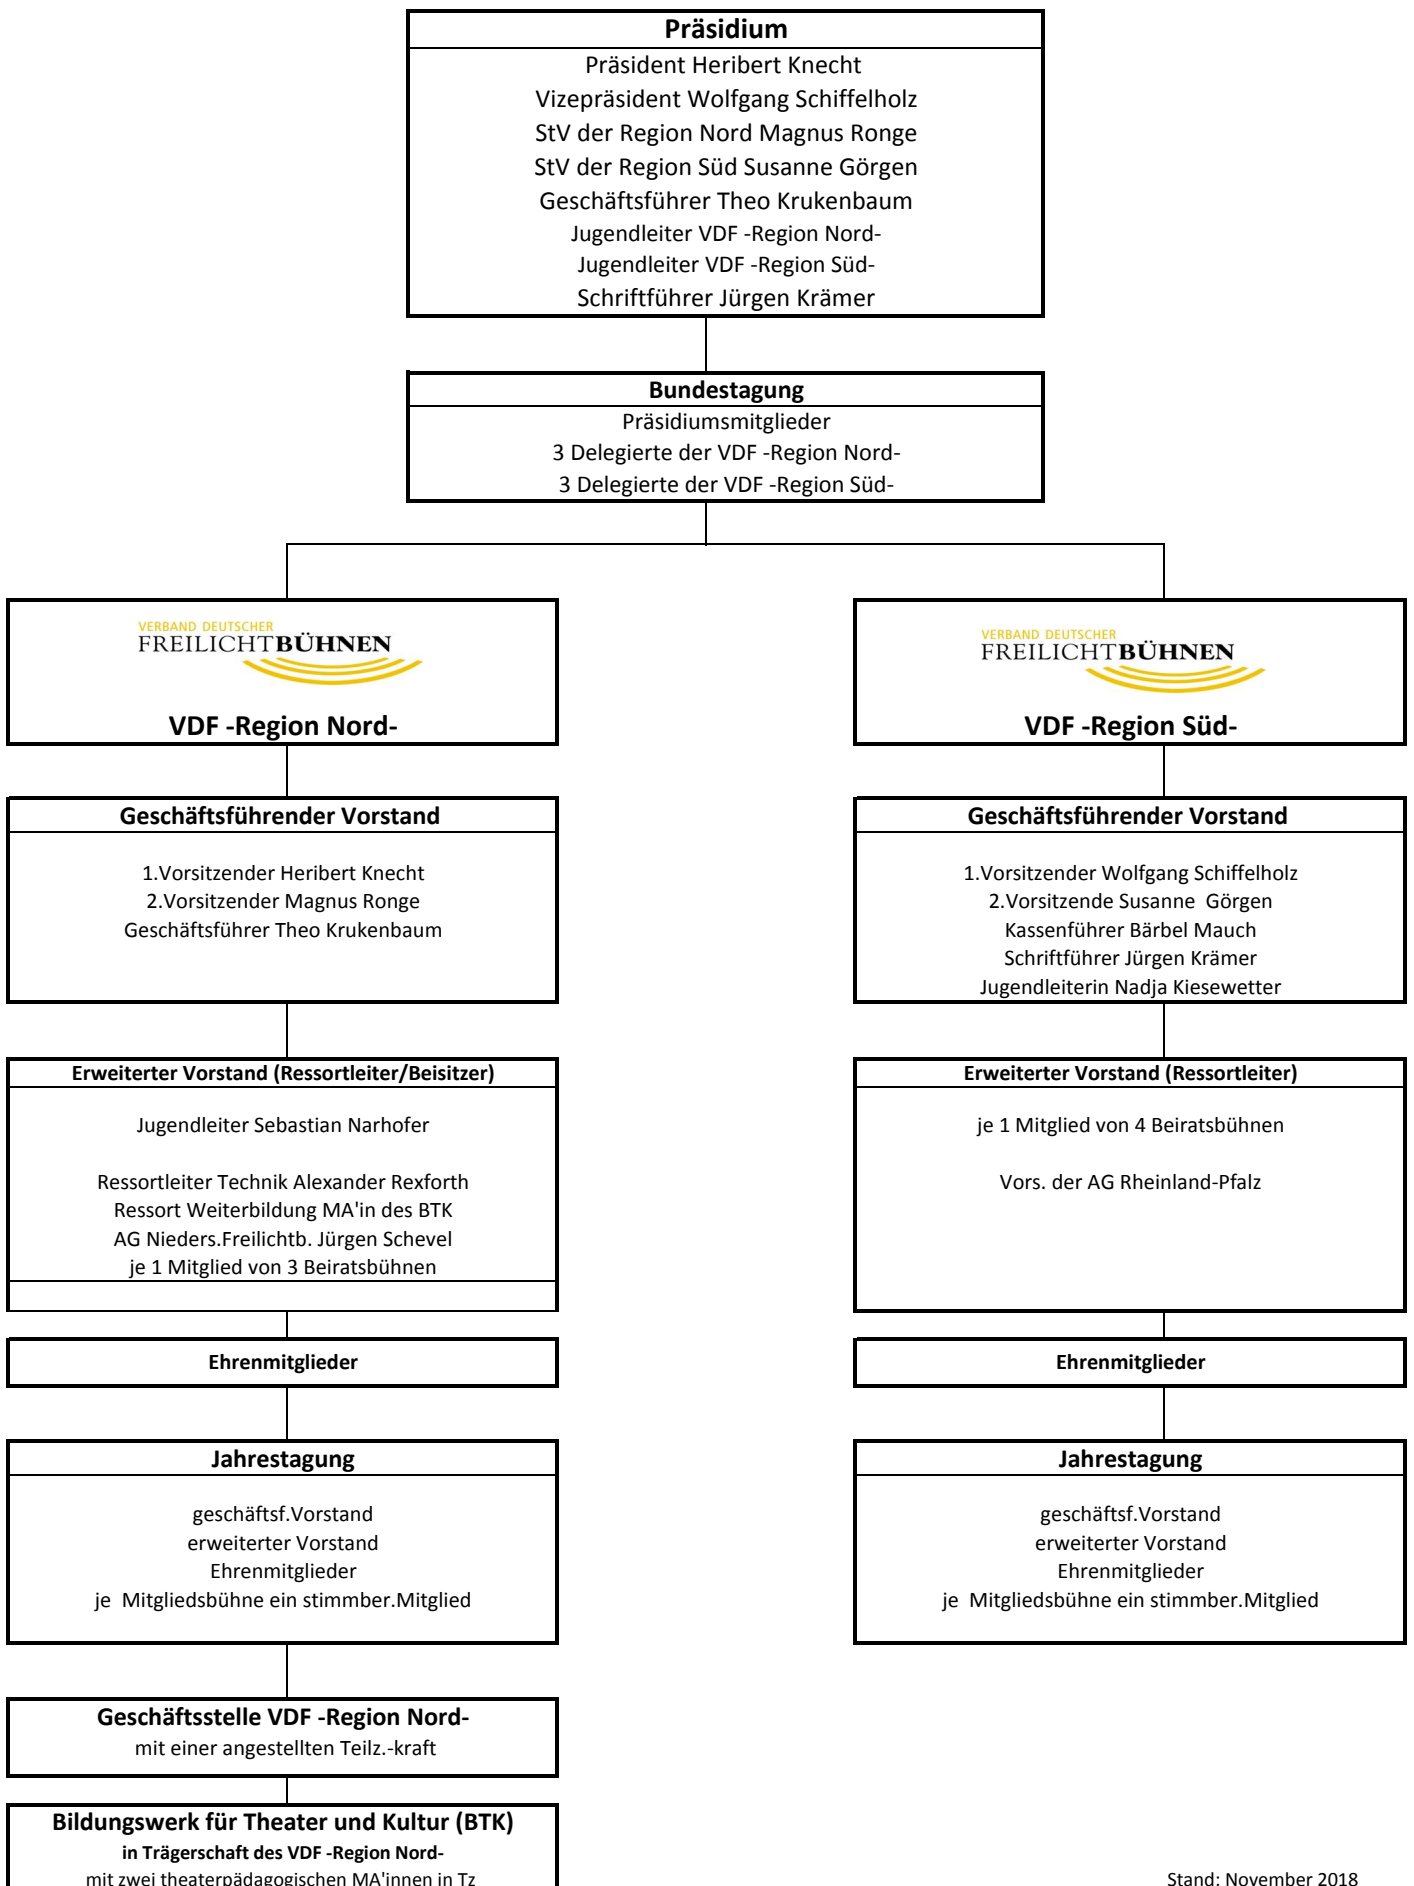 Präsidium
Präsident Heribert Knecht
Vizepräsident Wolfgang Schiffelholz
StV der Region Nord Magnus Ronge
StV der Region Süd Susanne Görgen
Geschäftsführer Theo Krukenbaum
Jugendleiter VDF -Region Nord-
Jugendleiter VDF -Region Süd-
Schriftführer Jürgen Krämer
Bundestagung
Präsidiumsmitglieder
3 Delegierte der VDF -Region Nord-
3 Delegierte der VDF -Region Süd-
VERBAND DEUTSCHER
FREILICHTBÜHNEN
VDF -Region Nord-
Geschäftsführender Vorstand
1.Vorsitzender Heribert Knecht
2.Vorsitzender Magnus Ronge
Geschäftsführer Theo Krukenbaum
Erweiterter Vorstand (Ressortleiter/Beisitzer)
Jugendleiter Sebastian Narhofer
Ressortleiter Technik Alexander Rexforth
Ressort Weiterbildung MA'in des BTK
AG Nieders.Freilichtb. Jürgen Schevel
je 1 Mitglied von 3 Beiratsbühnen
Ehrenmitglieder
Jahrestagung
geschäftsf.Vorstand
erweiterter Vorstand
Ehrenmitglieder
je  Mitgliedsbühne ein stimmber.Mitglied
Geschäftsstelle VDF -Region Nord-
mit einer angestellten Teilz.-kraft
Bildungswerk für Theater und Kultur (BTK)
in Trägerschaft des VDF -Region Nord-
mit zwei theaterpädagogischen MA'innen in Tz
VERBAND DEUTSCHER
FREILICHTBÜHNEN
VDF -Region Süd-
Geschäftsführender Vorstand
1.Vorsitzender Wolfgang Schiffelholz
2.Vorsitzende Susanne  Görgen
Kassenführer Bärbel Mauch
Schriftführer Jürgen Krämer
Jugendleiterin Nadja Kiesewetter
Erweiterter Vorstand (Ressortleiter)
je 1 Mitglied von 4 Beiratsbühnen
Vors. der AG Rheinland-Pfalz
Ehrenmitglieder
Jahrestagung
geschäftsf.Vorstand
erweiterter Vorstand
Ehrenmitglieder
je  Mitgliedsbühne ein stimmber.Mitglied
Stand: November 2018